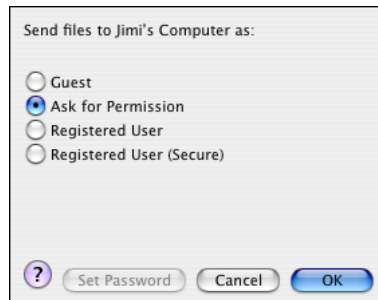 Send files to Jimi's Computer as:
Guest
Ask for Permission
Registered User
Registered User (Secure)
? Set Password Cancel OK